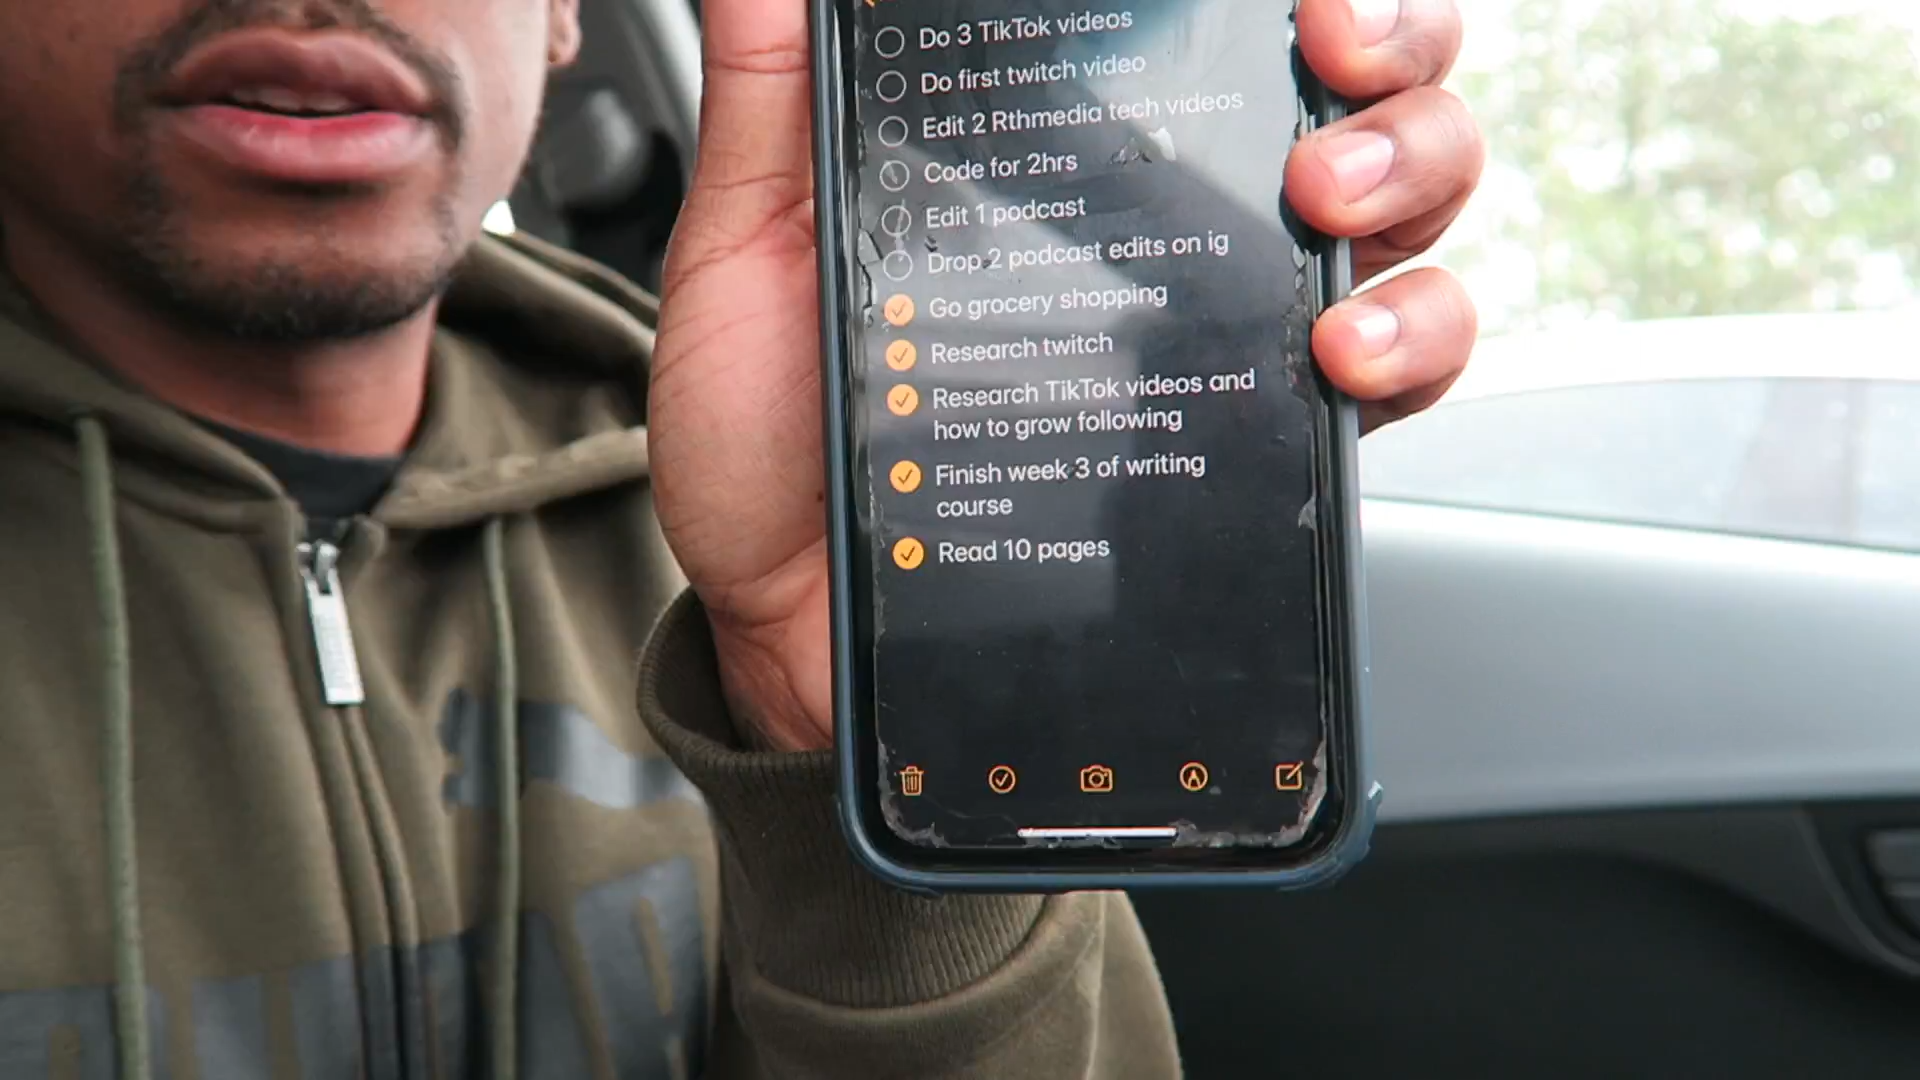 Do 3 TikTok videos
Do first twitch video
Edit 2 Rthmedia tech videos
Code for 2hrs
Edit 1 podcast
Drop 2 podcast edits on ig
Go grocery shopping
Research twitch
Research TikTok videos and
how to grow following
Finish week 3 of writing
course
Read 10 pages